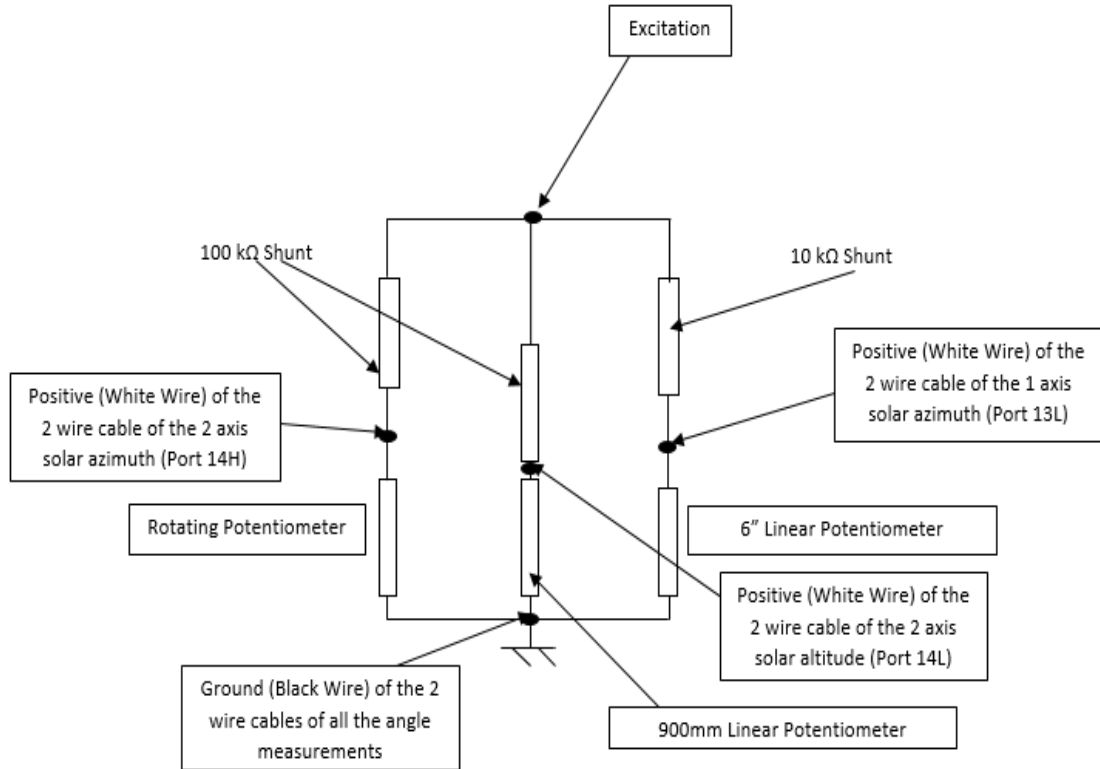 Excitation
100 kΩ Shunt
10 kΩ Shunt
Positive (White Wire) of the
2 wire cable of the 2 axis
solar azimuth (Port 14H)
Positive (White Wire) of the
2 wire cable of the 1 axis
solar azimuth (Port 13L)
Rotating Potentiometer
6” Linear Potentiometer
Positive (White Wire) of the
2 wire cable of the 2 axis
solar altitude (Port 14L)
Ground (Black Wire) of the 2
wire cables of all the angle
measurements
900mm Linear Potentiometer